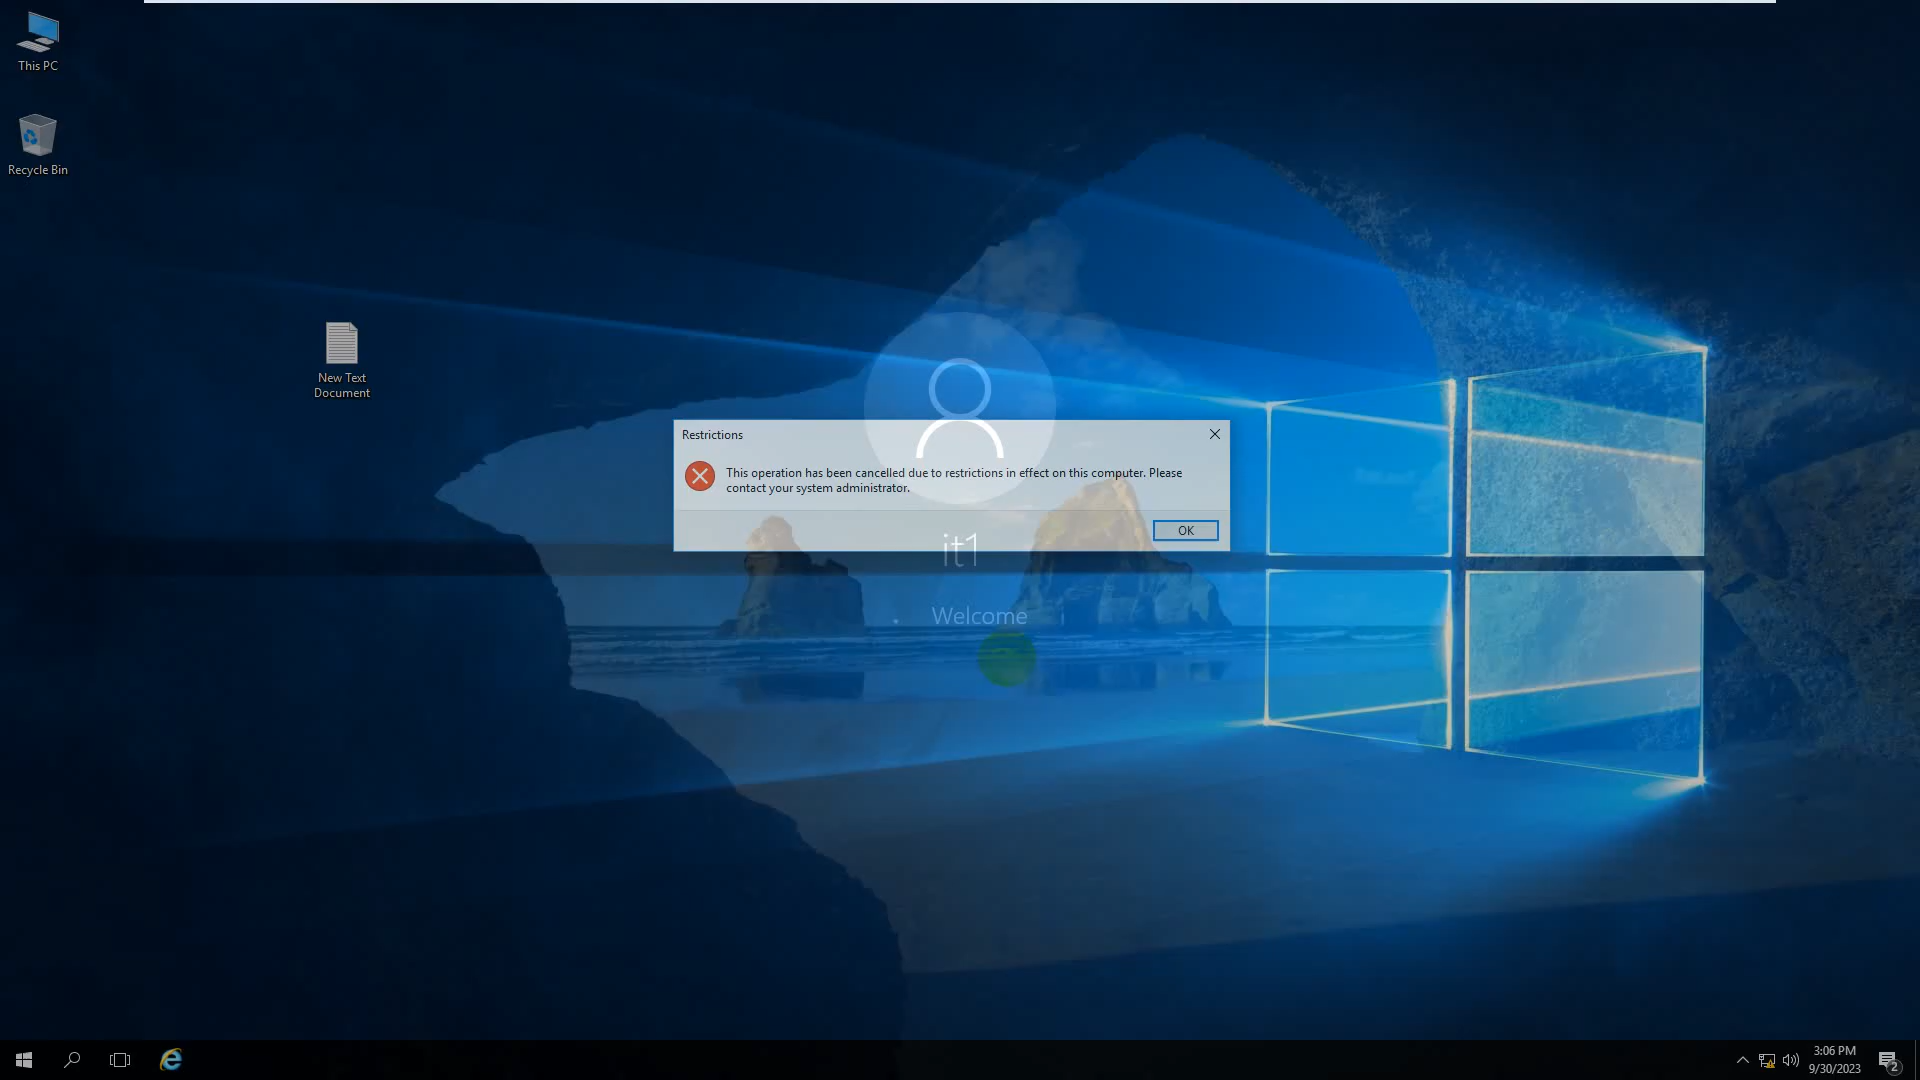 This PC
Recycle Bin
New Text
Document
Restrictions
This operation has been cancelled due to restrictions in effect on this computer. Please
contact your system administrator.
OK
it1
Welcome
3:06 PM
9/30/2023
2